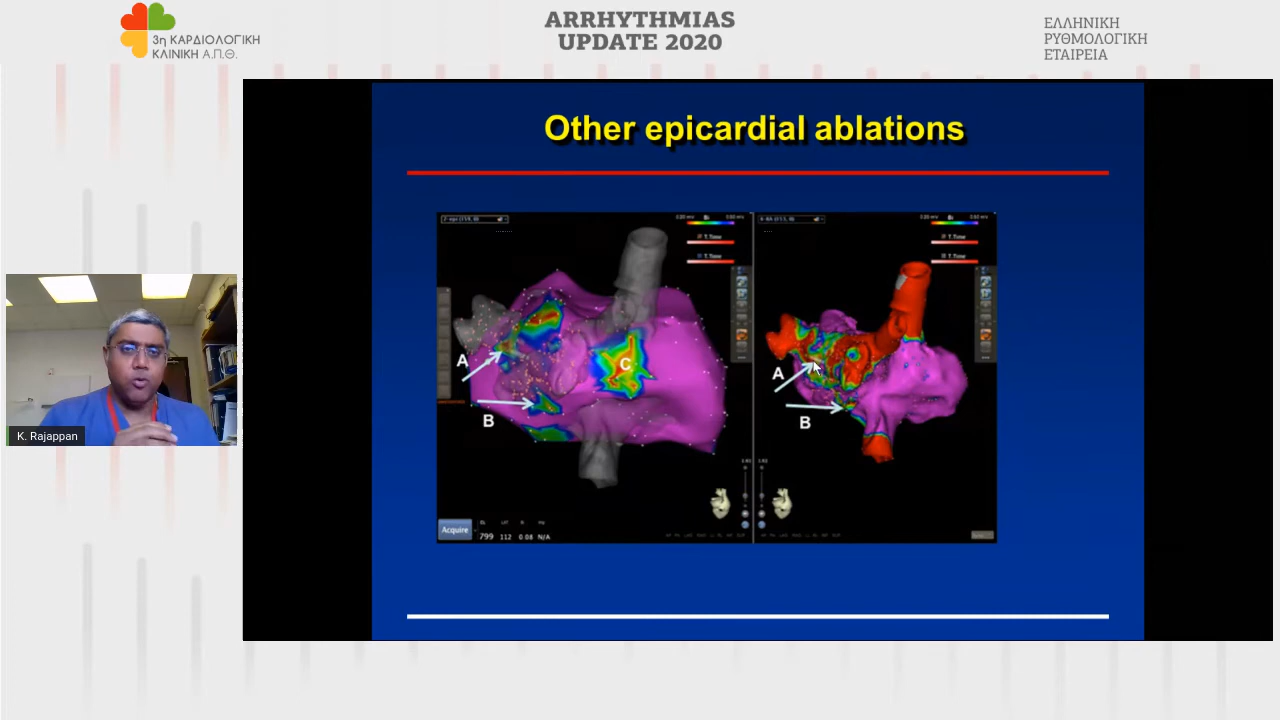 3η ΚΑΡΔΙΟΛΟΓΙΚΗ
ΚΛΙΝΙΚΗ Α.Π.Θ.
ARRHYTHMIAS
UPDATE 2020
ΕΛΛΗΝΙΚΗ
ΡΥΘΜΟΛΟΓΙΚΗ
ΕΤΑΙΡΕΙΑ
Other epicardial ablations
A
B
C
Acquire
799 112 0.08 N/A
A
B
K. Rajappan